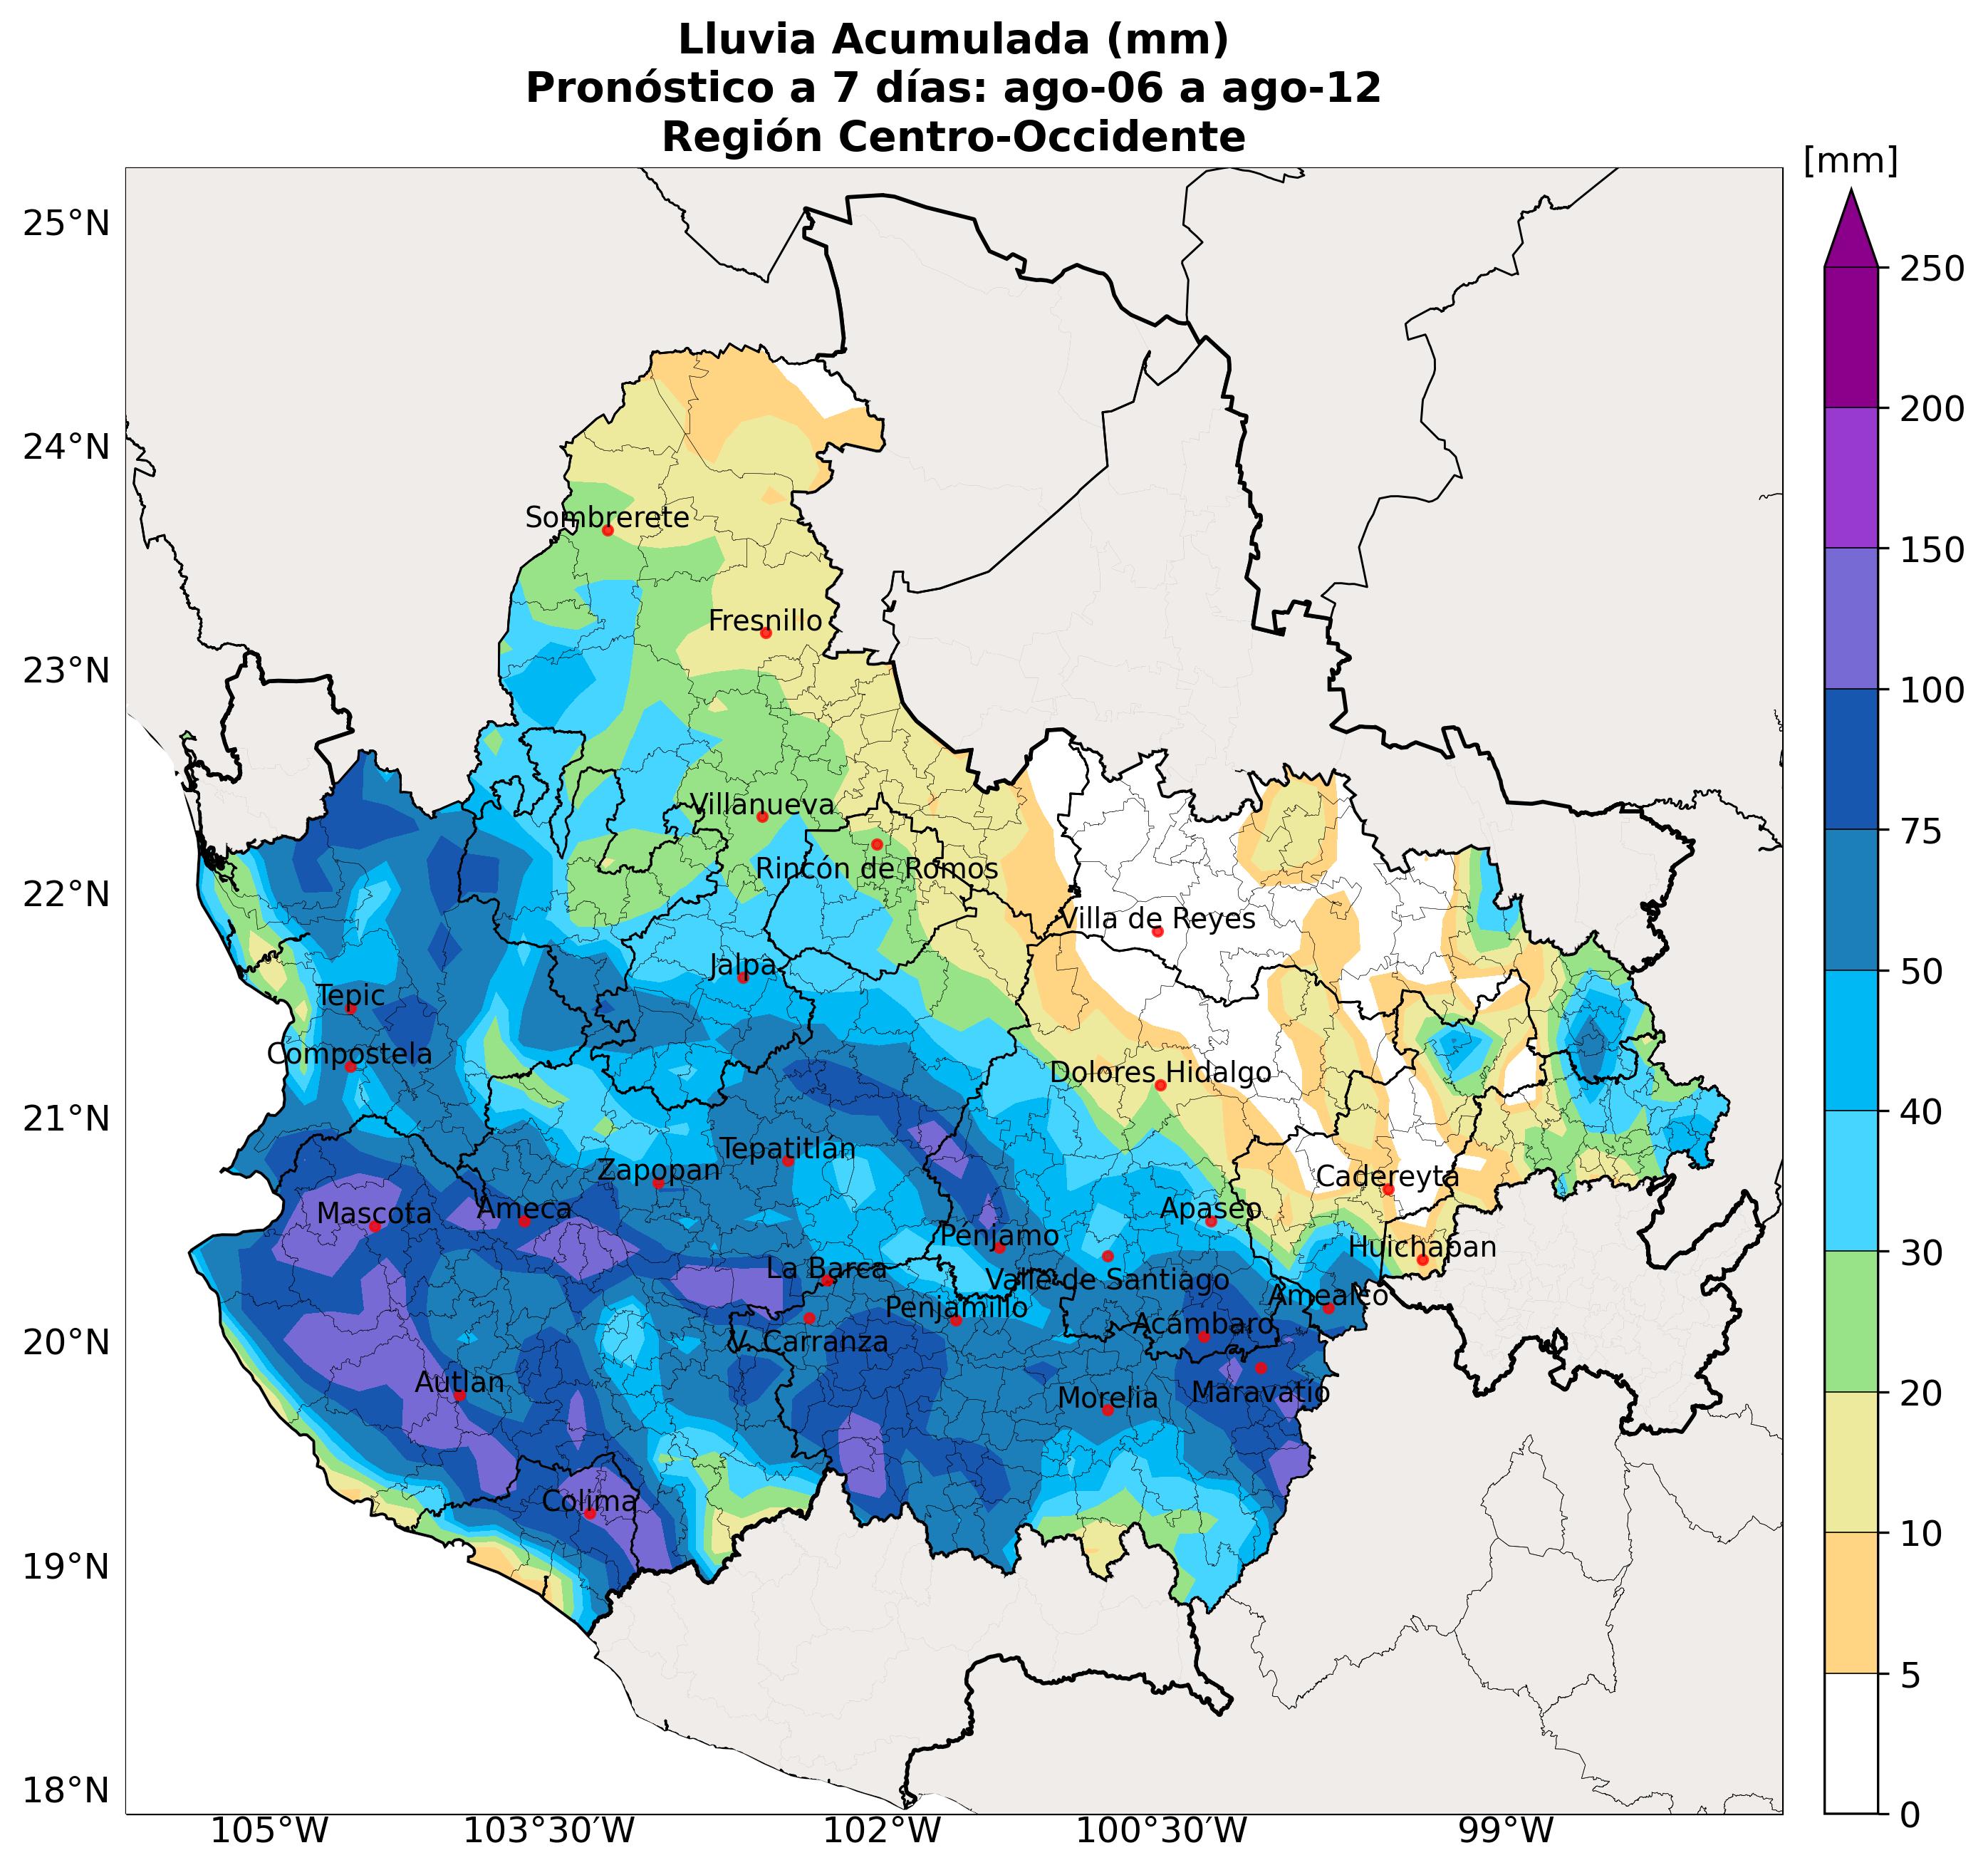 Lluvia Acumulada (mm)
Pronóstico a 7 días: ago-06 a ago-12
Región Centro-Occidente
[mm]
25°N
24°N
23°N
22°N
21°N
20°N
19°N
18°N
105°W
103°30'W
102°W
100°30'W
99°W
250
200
150
100
75
50
40
30
20
10
5
0
Sombrerete
Fresnillo
Villanueva
Rincón de Romos
Villa de Reyes
Jalpa
Tepic
Compostela
Dolores Hidalgo
Tepatitlán
Zapopan
Cadereyta
Mascota
Ameca
Apaseo
Pénjamo
Huichapan
La Barca
Valle de Santiago
Amealco
Penjamillo
Acámbaro
V. Carranza
Autlan
Morelia
Maravatío
Colima